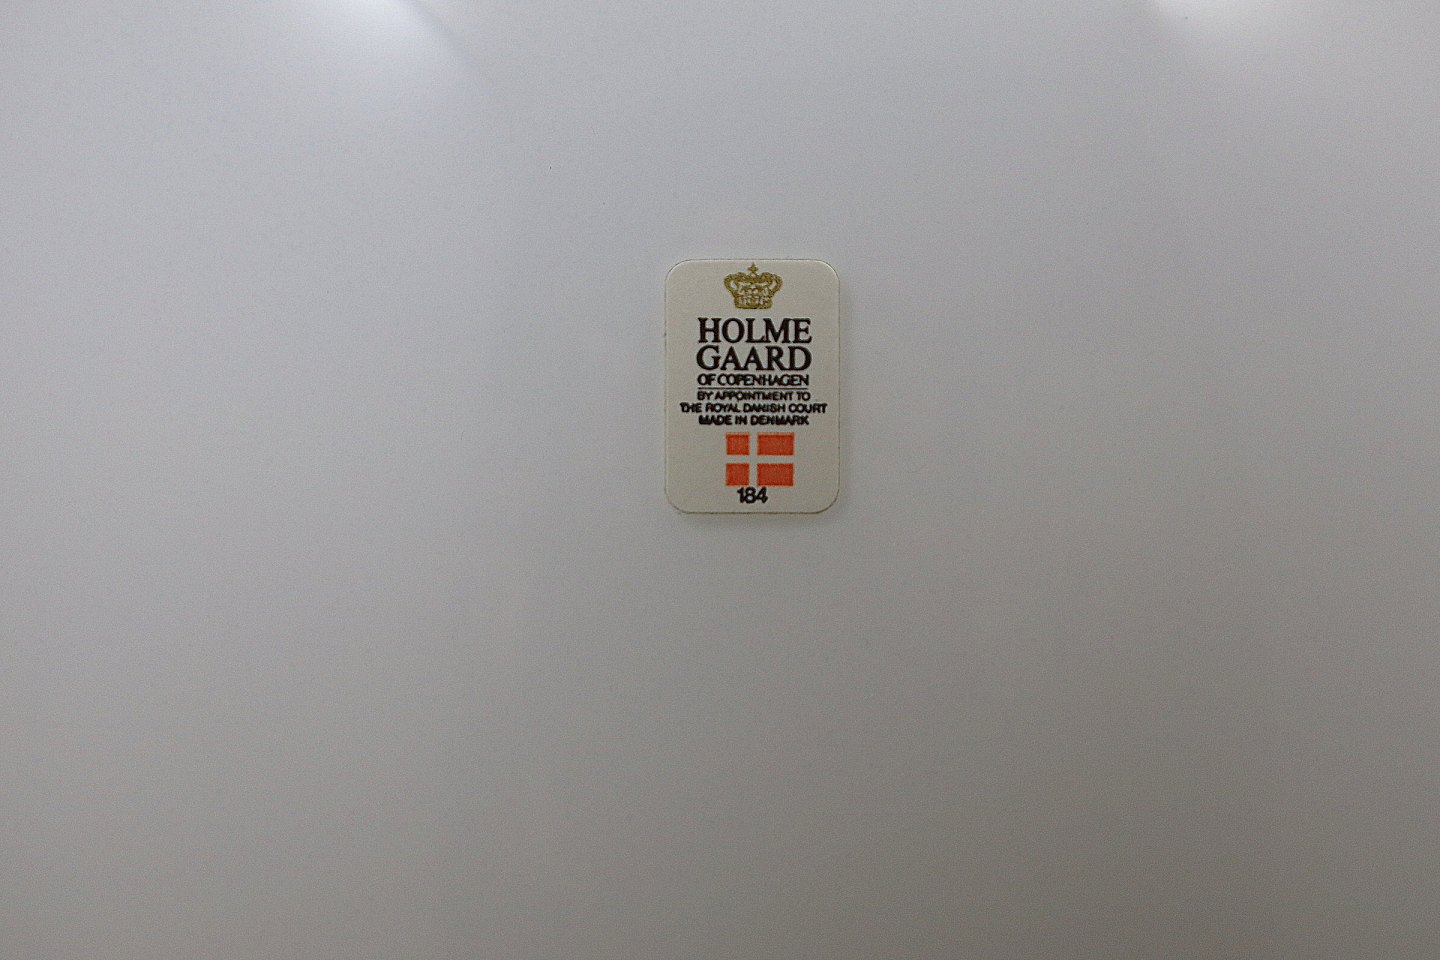 HOLME
GAARD
OF COPENHAGEN
BY APPOINTMENT TO
THE ROYAL DANISH COURT
MADE IN DENMARK
184